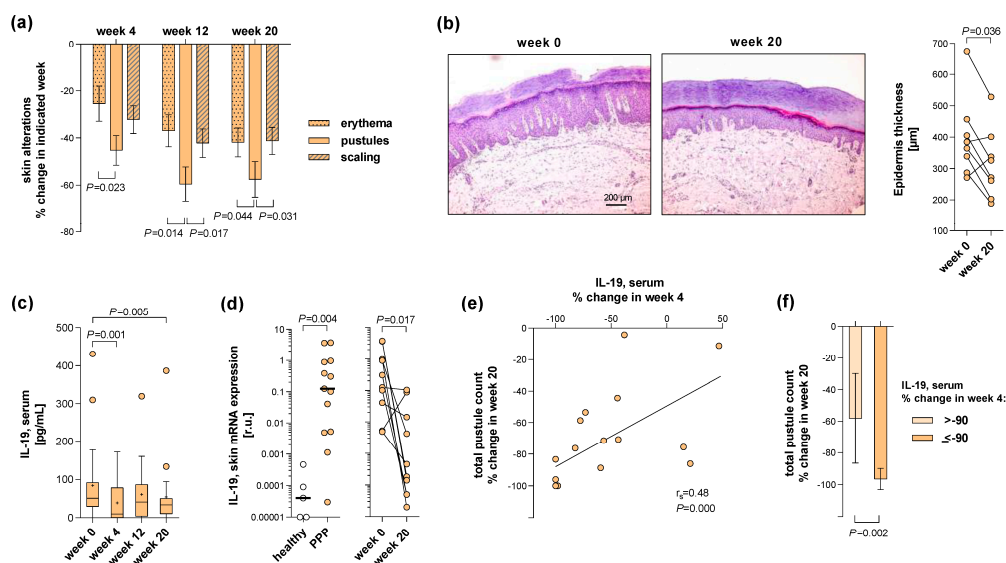 (a)
week 4
week 12
week 20
0
-20
-40
-60
-80
skin alterations
% change in indicated week
P=0.023
P=0.014
P=0.017
P=0.044
P=0.031
erythema
pustules
scaling
(b)
week 0
week 20
200 µm
P=0.036
700
600
500
400
300
200
100
Epidermis thickness
[µm]
week 0
week 20
(c)
P=0.005
P=0.001
500
400
300
200
100
0
IL-19, serum
[pg/mL]
week 0
week 4
week 12
week 20
(d)
P=0.004
P=0.017
10
1
0.1
0.01
0.001
0.0001
0.00001
IL-19, skin mRNA expression
[r.u.]
healthy
PPP
week 0
week 20
(e)
IL-19, serum
% change in week 4
-100
-50
0
50
0
-20
-40
-60
-80
-100
total pustule count
% change in week 20
rs=0.48
P=0.000
(f)
0
-20
-40
-60
-80
-100
total pustule count
% change in week 20
P=0.002
IL-19, serum
% change in week 4:
>-90
≤-90